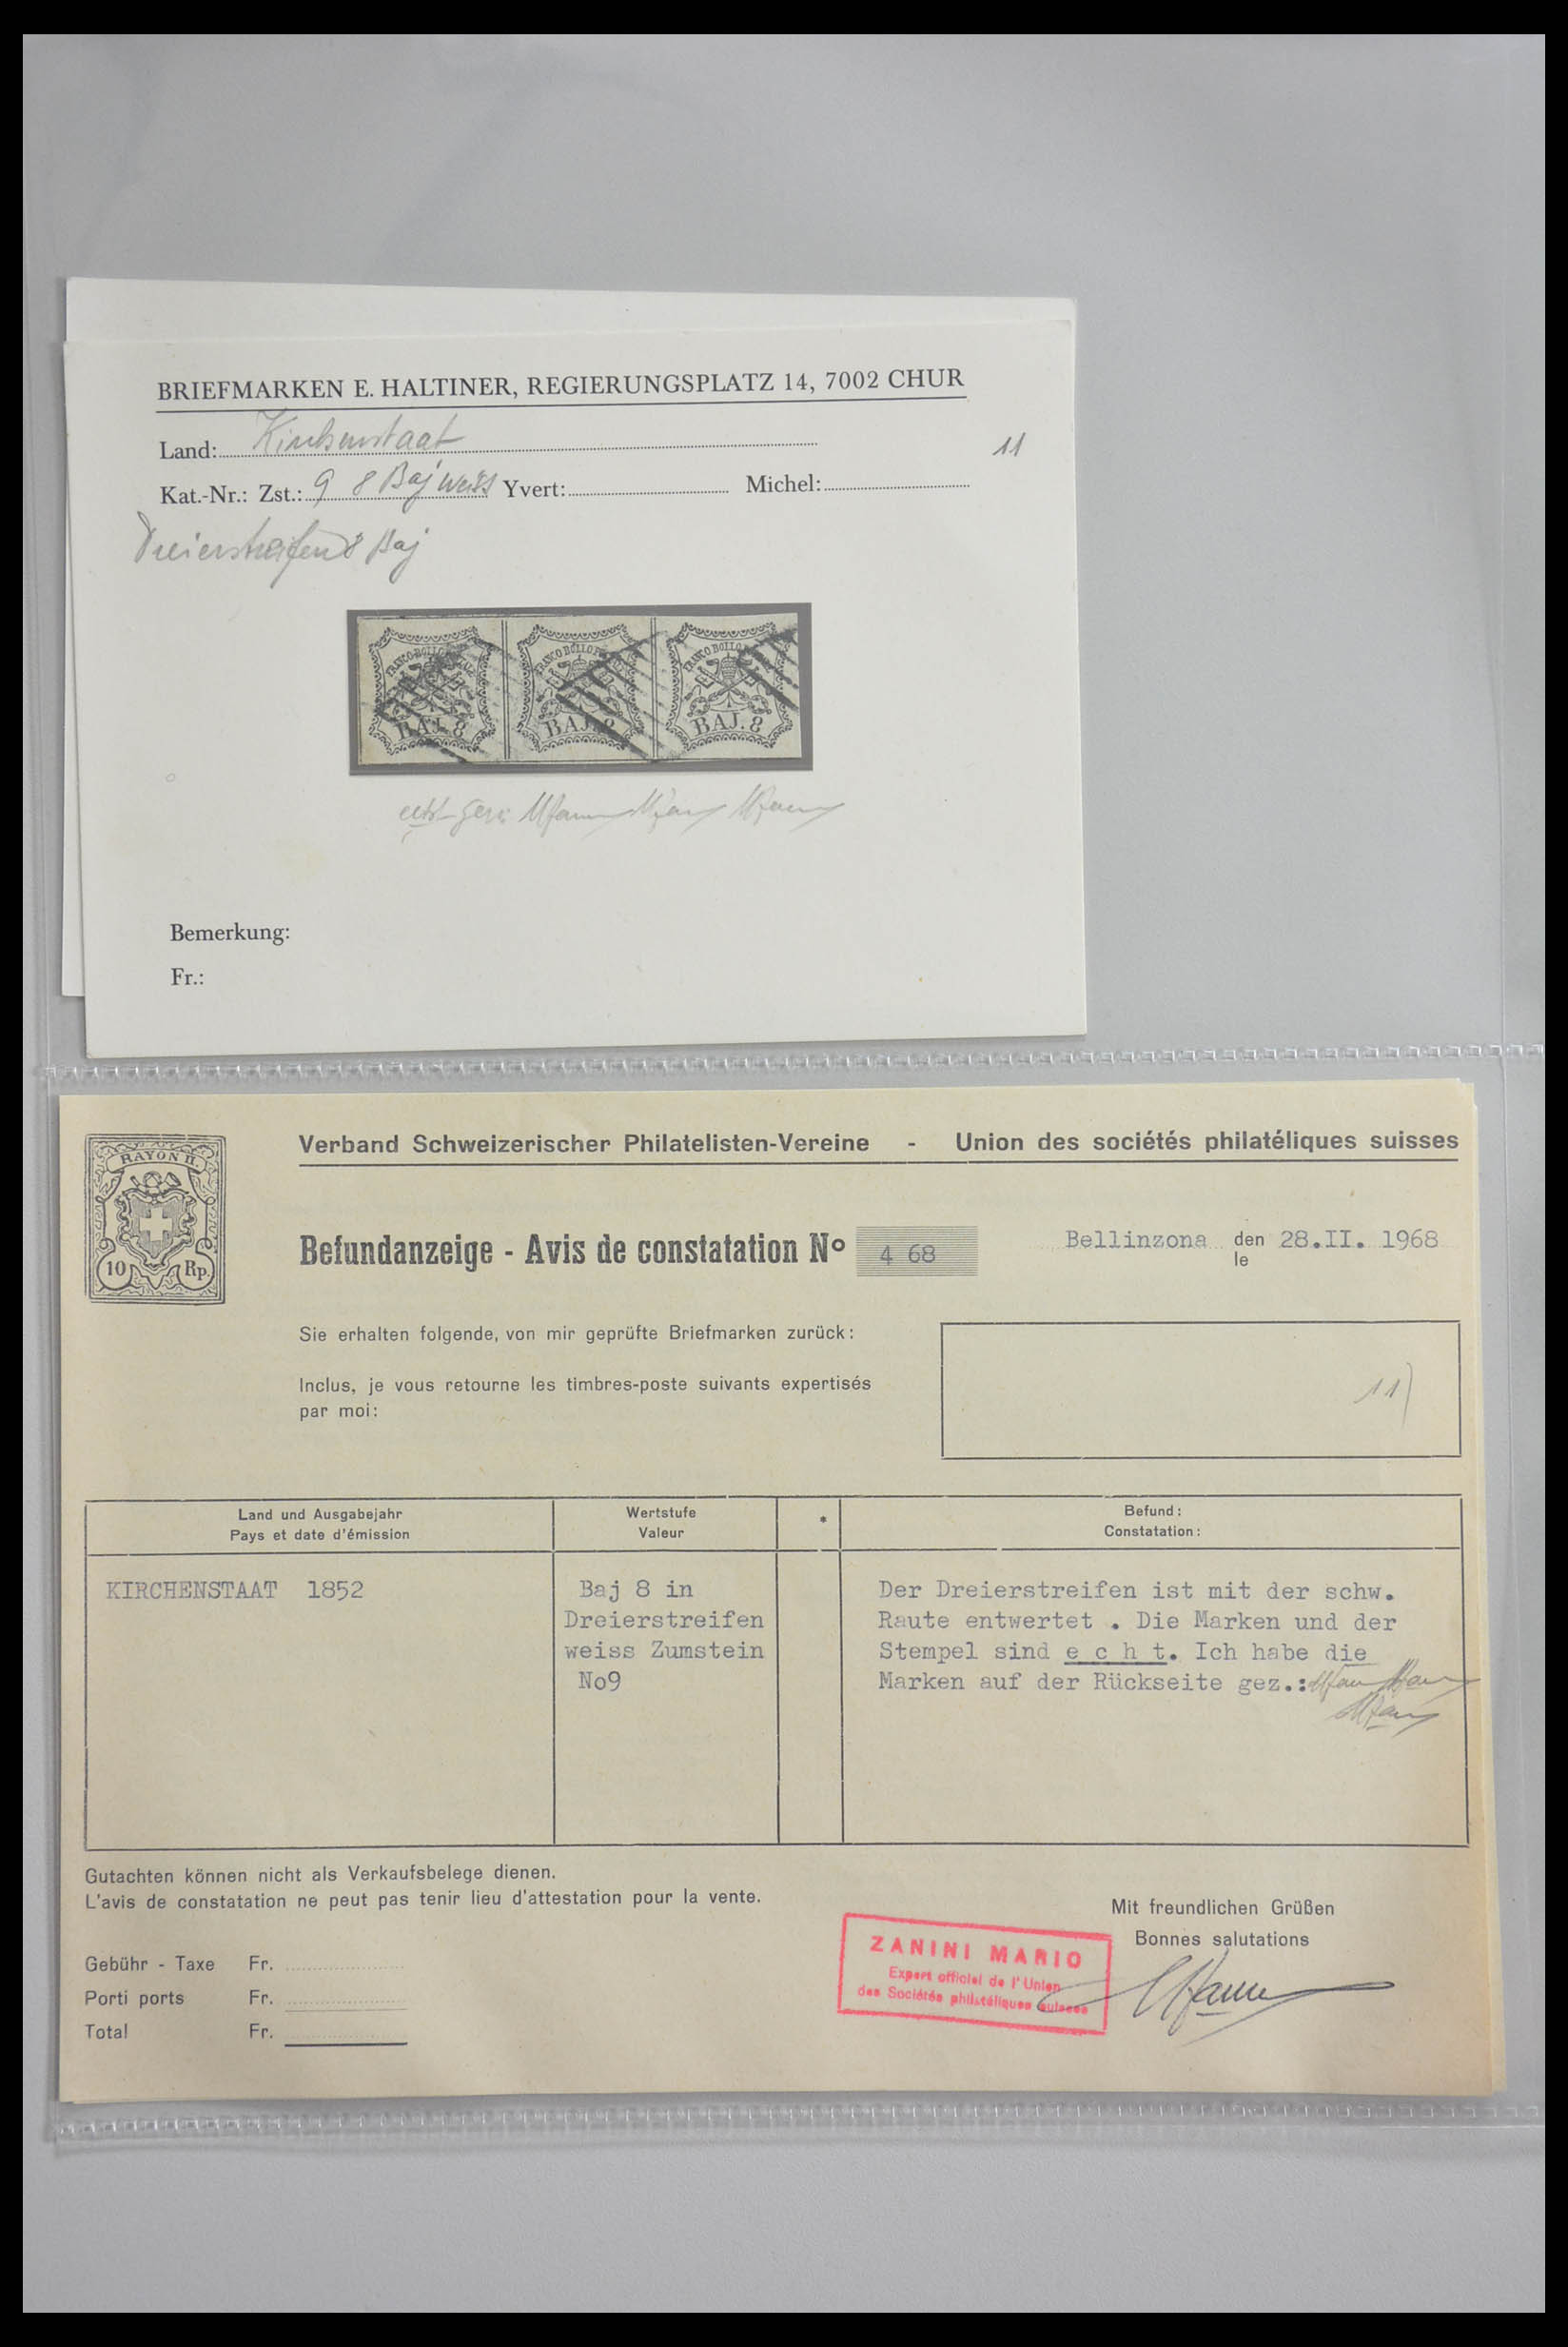 BRIEFMARKEN E. HALTINER, REGIERUNGSPLATZ 14, 7002 CHUR
Land: Kirchenstaat 11
Kat.-Nr.: Zst.: 9 8 Baj weiss Yvert: Michel:
Dreierstreifen 8 Baj
FRANCO BOLLO
BAJ. 8
FRANCO BOLLO
BAJ. 8
FRANCO BOLLO
BAJ. 8
Bemerkung:
Fr.:
RAYON II.
10 Rp.
Verband Schweizerischer Philatelisten-Vereine - Union des sociétés philatéliques suisses
Befundanzeige - Avis de constatation No 4 68
Bellinzona den 28.II. 1968
le
Sie erhalten folgende, von mir geprüfte Briefmarken zurück:
Inclus, je vous retourne les timbres-poste suivants expertisés
par moi:
11)
Land und Ausgabejahr
Pays et date d'émission
Wertstufe
Valeur
*
Befund:
Constatation:
KIRCHENSTAAT 1852
Baj 8 in
Dreierstreifen
weiss Zumstein
No9
Der Dreierstreifen ist mit der schw.
Raute entwertet . Die Marken und der
Stempel sind e c h t. Ich habe die
Marken auf der Rückseite gez.:
Gutachten können nicht als Verkaufsbelege dienen.
L'avis de constatation ne peut pas tenir lieu d'attestation pour la vente.
Gebühr - Taxe Fr.
Porti ports Fr.
Total Fr.
Mit freundlichen Grüßen
Bonnes salutations
ZANINI MARIO
Expert officiel de l'Union
des Sociétés philatéliques suisses